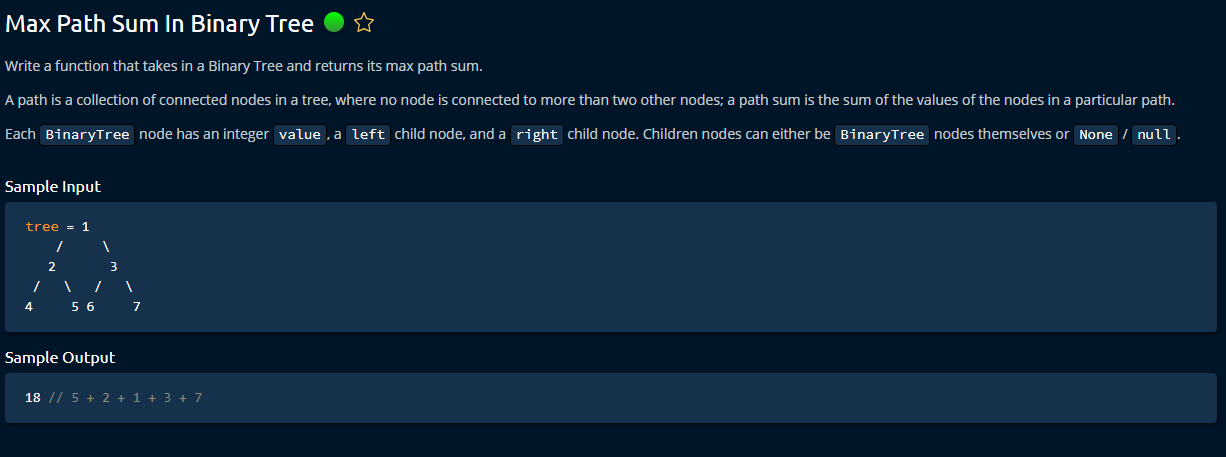 Max Path Sum In Binary Tree
Write a function that takes in a Binary Tree and returns its max path sum.
A path is a collection of connected nodes in a tree, where no node is connected to more than two other nodes; a path sum is the sum of the values of the nodes in a particular path.
Each BinaryTree node has an integer value, a left child node, and a right child node. Children nodes can either be BinaryTree nodes themselves or None / null.
Sample Input
tree = 1
    /     \
   2       3
 /   \   /   \
4     5 6     7
Sample Output
18 // 5 + 2 + 1 + 3 + 7